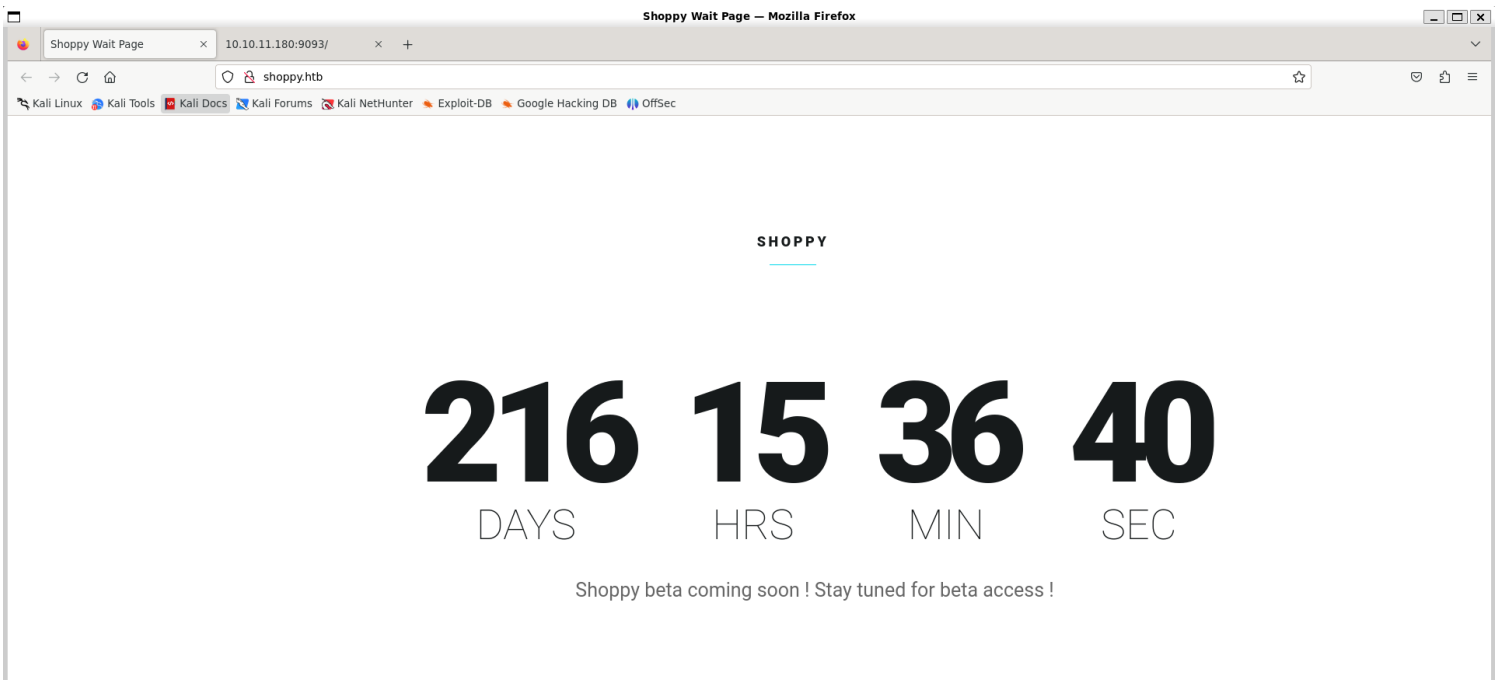 Shoppy Wait Page — Mozilla Firefox
Shoppy Wait Page 10.10.11.180:9093/
shoppy.htb
Kali Linux Kali Tools Kali Docs Kali Forums Kali NetHunter Exploit-DB Google Hacking DB OffSec
SHOPPY
216 15 36 40
DAYS HRS MIN SEC
Shoppy beta coming soon ! Stay tuned for beta access !